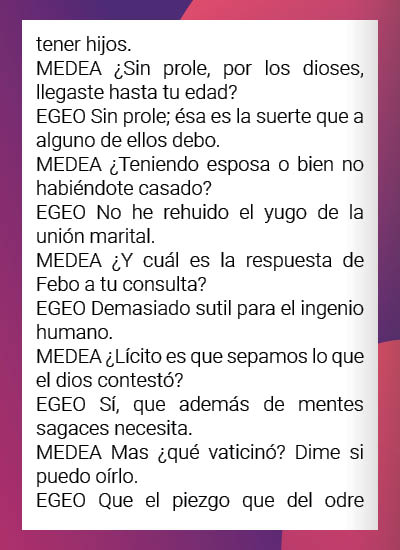 tener hijos.
MEDEA ¿Sin prole, por los dioses,
llegaste hasta tu edad?
EGEO Sin prole; ésa es la suerte que a
alguno de ellos debo.
MEDEA ¿Teniendo esposa o bien no
habiéndote casado?
EGEO No he rehuido el yugo de la
unión marital.
MEDEA ¿Y cuál es la respuesta de
Febo a tu consulta?
EGEO Demasiado sutil para el ingenio
humano.
MEDEA ¿Lícito es que sepamos lo que
el dios contestó?
EGEO Sí, que además de mentes
sagaces necesita.
MEDEA Mas ¿qué vaticinó? Dime si
puedo oírlo.
EGEO Que el piezgo que del odre